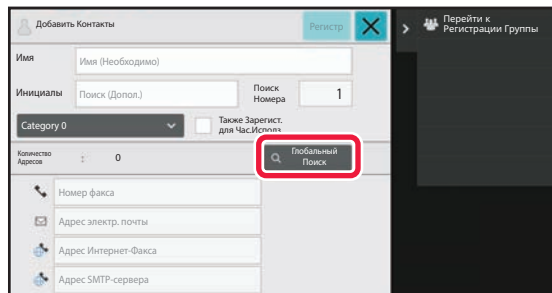 Добавить Контакты
Регистр
Перейти к
Регистрации Группы
Имя
Имя (Необходимо)
Инициалы
Поиск (Допол.)
Поиск
Номера
1
Category 0
Также Зарегист.
для Час.Использ
Количество
Адресов
:
0
Глобальный
Поиск
Номер факса
Адрес электр. почты
Адрес Интернет-Факса
Адрес SMTP-сервера